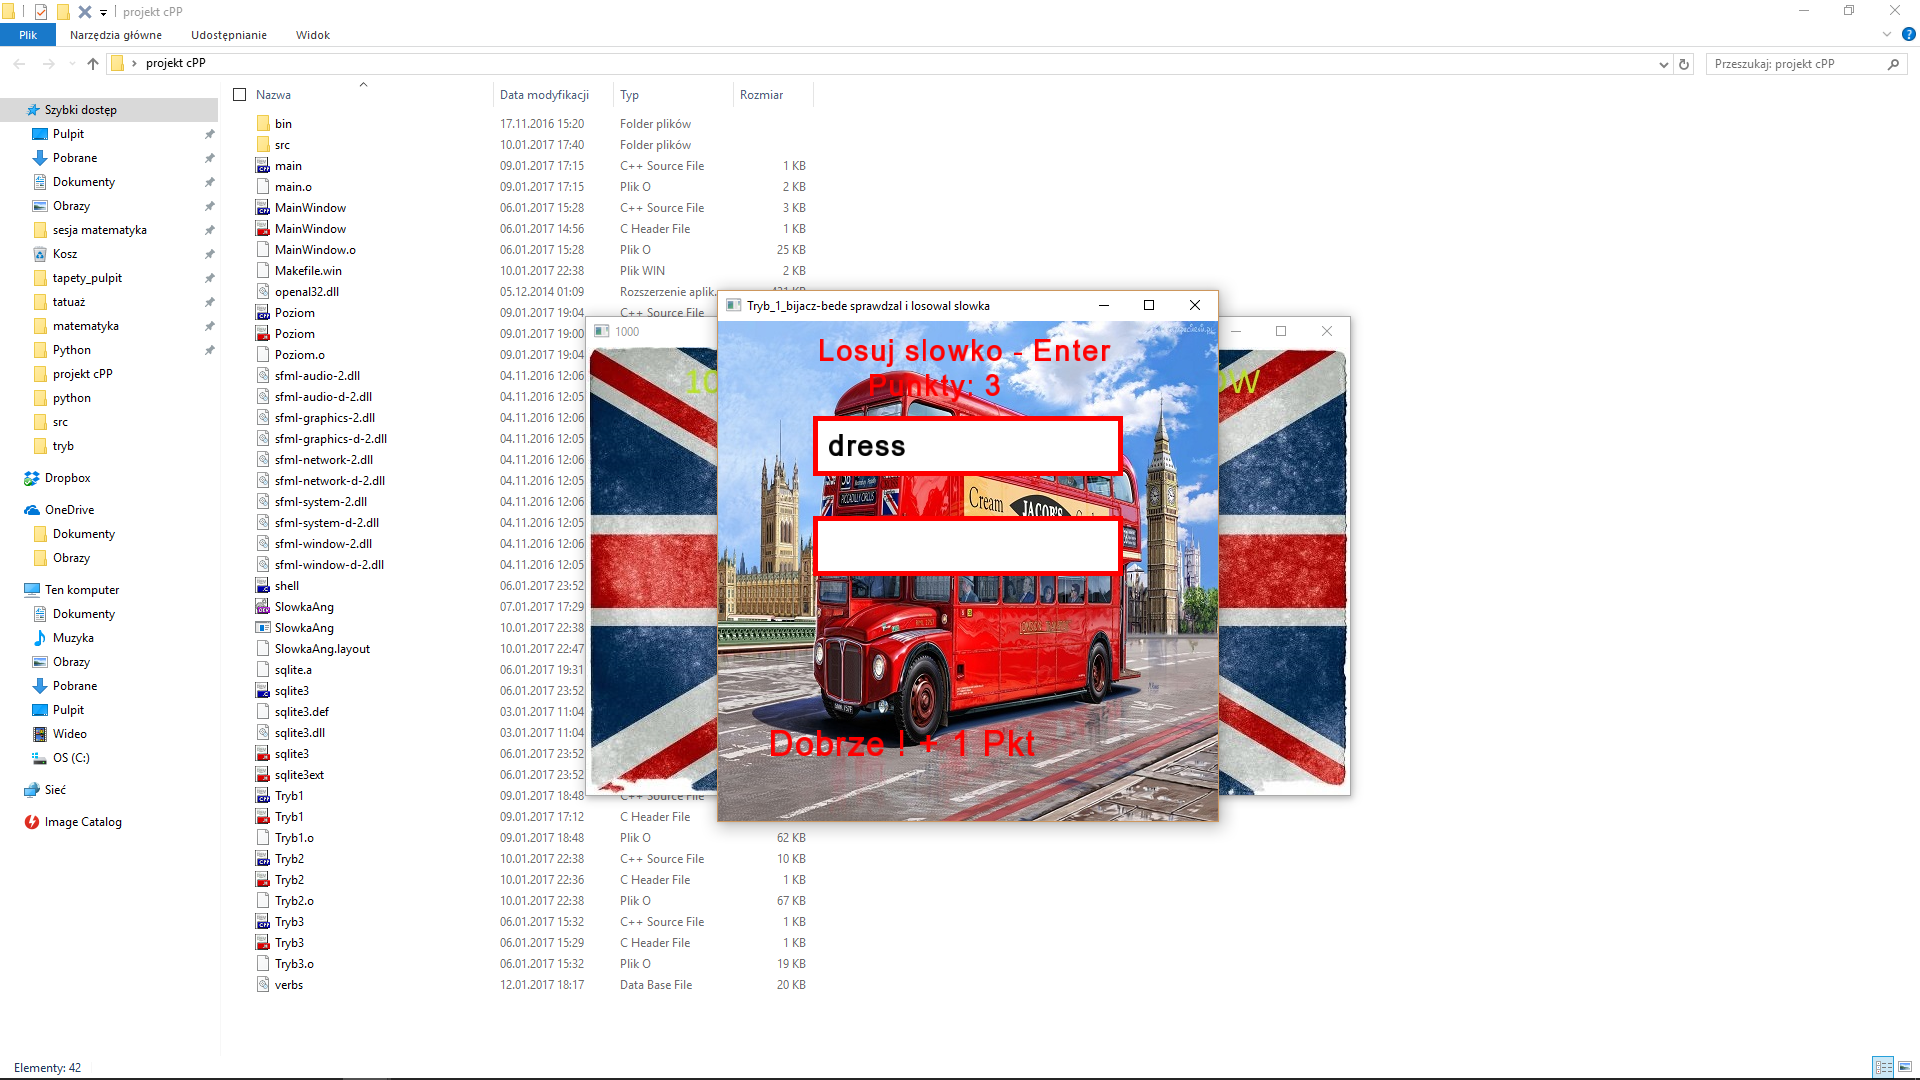 projekt cPP
Plik Narzędzia główne Udostępnianie Widok
projekt cPP
Przeszukaj: projekt cPP
Nazwa Data modyfikacji Typ Rozmiar
Szybki dostęp
Pulpit
Pobrane
Dokumenty
Obrazy
sesja matematyka
Kosz
tapety_pulpit
tatuaż
matematyka
Python
projekt cPP
python
src
tryb
Dropbox
OneDrive
Dokumenty
Obrazy
Ten komputer
Dokumenty
Muzyka
Obrazy
Pobrane
Pulpit
Wideo
OS (C:)
Sieć
Image Catalog
bin 17.11.2016 15:20 Folder plików
src 10.01.2017 17:40 Folder plików
main 09.01.2017 17:15 C++ Source File 1 KB
main.o 09.01.2017 17:15 Plik O 2 KB
MainWindow 06.01.2017 15:28 C++ Source File 3 KB
MainWindow 06.01.2017 14:56 C Header File 1 KB
MainWindow.o 06.01.2017 15:28 Plik O 25 KB
Makefile.win 10.01.2017 22:38 Plik WIN 2 KB
openal32.dll 05.12.2014 01:09 Rozszerzenie aplik... 421 KB
Poziom 09.01.2017 19:04 C++ Source File
Poziom 09.01.2017 19:00
Poziom.o 09.01.2017 19:04
sfml-audio-2.dll 04.11.2016 12:06
sfml-audio-d-2.dll 04.11.2016 12:05
sfml-graphics-2.dll 04.11.2016 12:06
sfml-graphics-d-2.dll 04.11.2016 12:05
sfml-network-2.dll 04.11.2016 12:06
sfml-network-d-2.dll 04.11.2016 12:05
sfml-system-2.dll 04.11.2016 12:06
sfml-system-d-2.dll 04.11.2016 12:05
sfml-window-2.dll 04.11.2016 12:06
sfml-window-d-2.dll 04.11.2016 12:05
shell 06.01.2017 23:52
SlowkaAng 07.01.2017 17:29
SlowkaAng 10.01.2017 22:38
SlowkaAng.layout 10.01.2017 22:47
sqlite.a 06.01.2017 19:31
sqlite3 06.01.2017 23:52
sqlite3.def 03.01.2017 11:04
sqlite3.dll 03.01.2017 11:04
sqlite3 06.01.2017 23:52
sqlite3ext 06.01.2017 23:52
Tryb1 09.01.2017 18:48 C++ Source File
Tryb1 09.01.2017 17:12 C Header File
Tryb1.o 09.01.2017 18:48 Plik O 62 KB
Tryb2 10.01.2017 22:38 C++ Source File 10 KB
Tryb2 10.01.2017 22:36 C Header File 1 KB
Tryb2.o 10.01.2017 22:38 Plik O 67 KB
Tryb3 06.01.2017 15:32 C++ Source File 1 KB
Tryb3 06.01.2017 15:29 C Header File 1 KB
Tryb3.o 06.01.2017 15:32 Plik O 19 KB
verbs 12.01.2017 18:17 Data Base File 20 KB
1000
10
OW
Tryb_1_bijacz-bede sprawdzal i losowal slowka
Losuj slowko - Enter
Punkty: 3
dress
PICCADILLY CIRCUS
Cream
JACOB'S
Dobrze ! + 1 Pkt
Elementy: 42